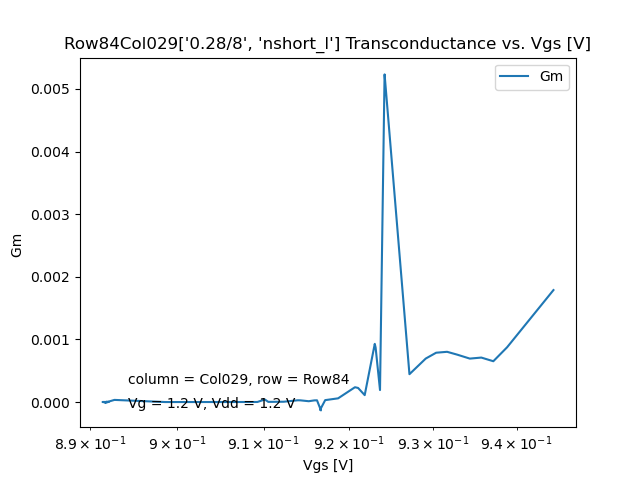 Row84Col029['0.28/8', 'nshort_l'] Transconductance vs. Vgs [V]
Gm
0.005
0.004
0.003
0.002
0.001
0.000
Gm
column = Col029, row = Row84
Vg = 1.2 V, Vdd = 1.2 V
8.9 × 10⁻¹ 9 × 10⁻¹ 9.1 × 10⁻¹ 9.2 × 10⁻¹ 9.3 × 10⁻¹ 9.4 × 10⁻¹
Vgs [V]